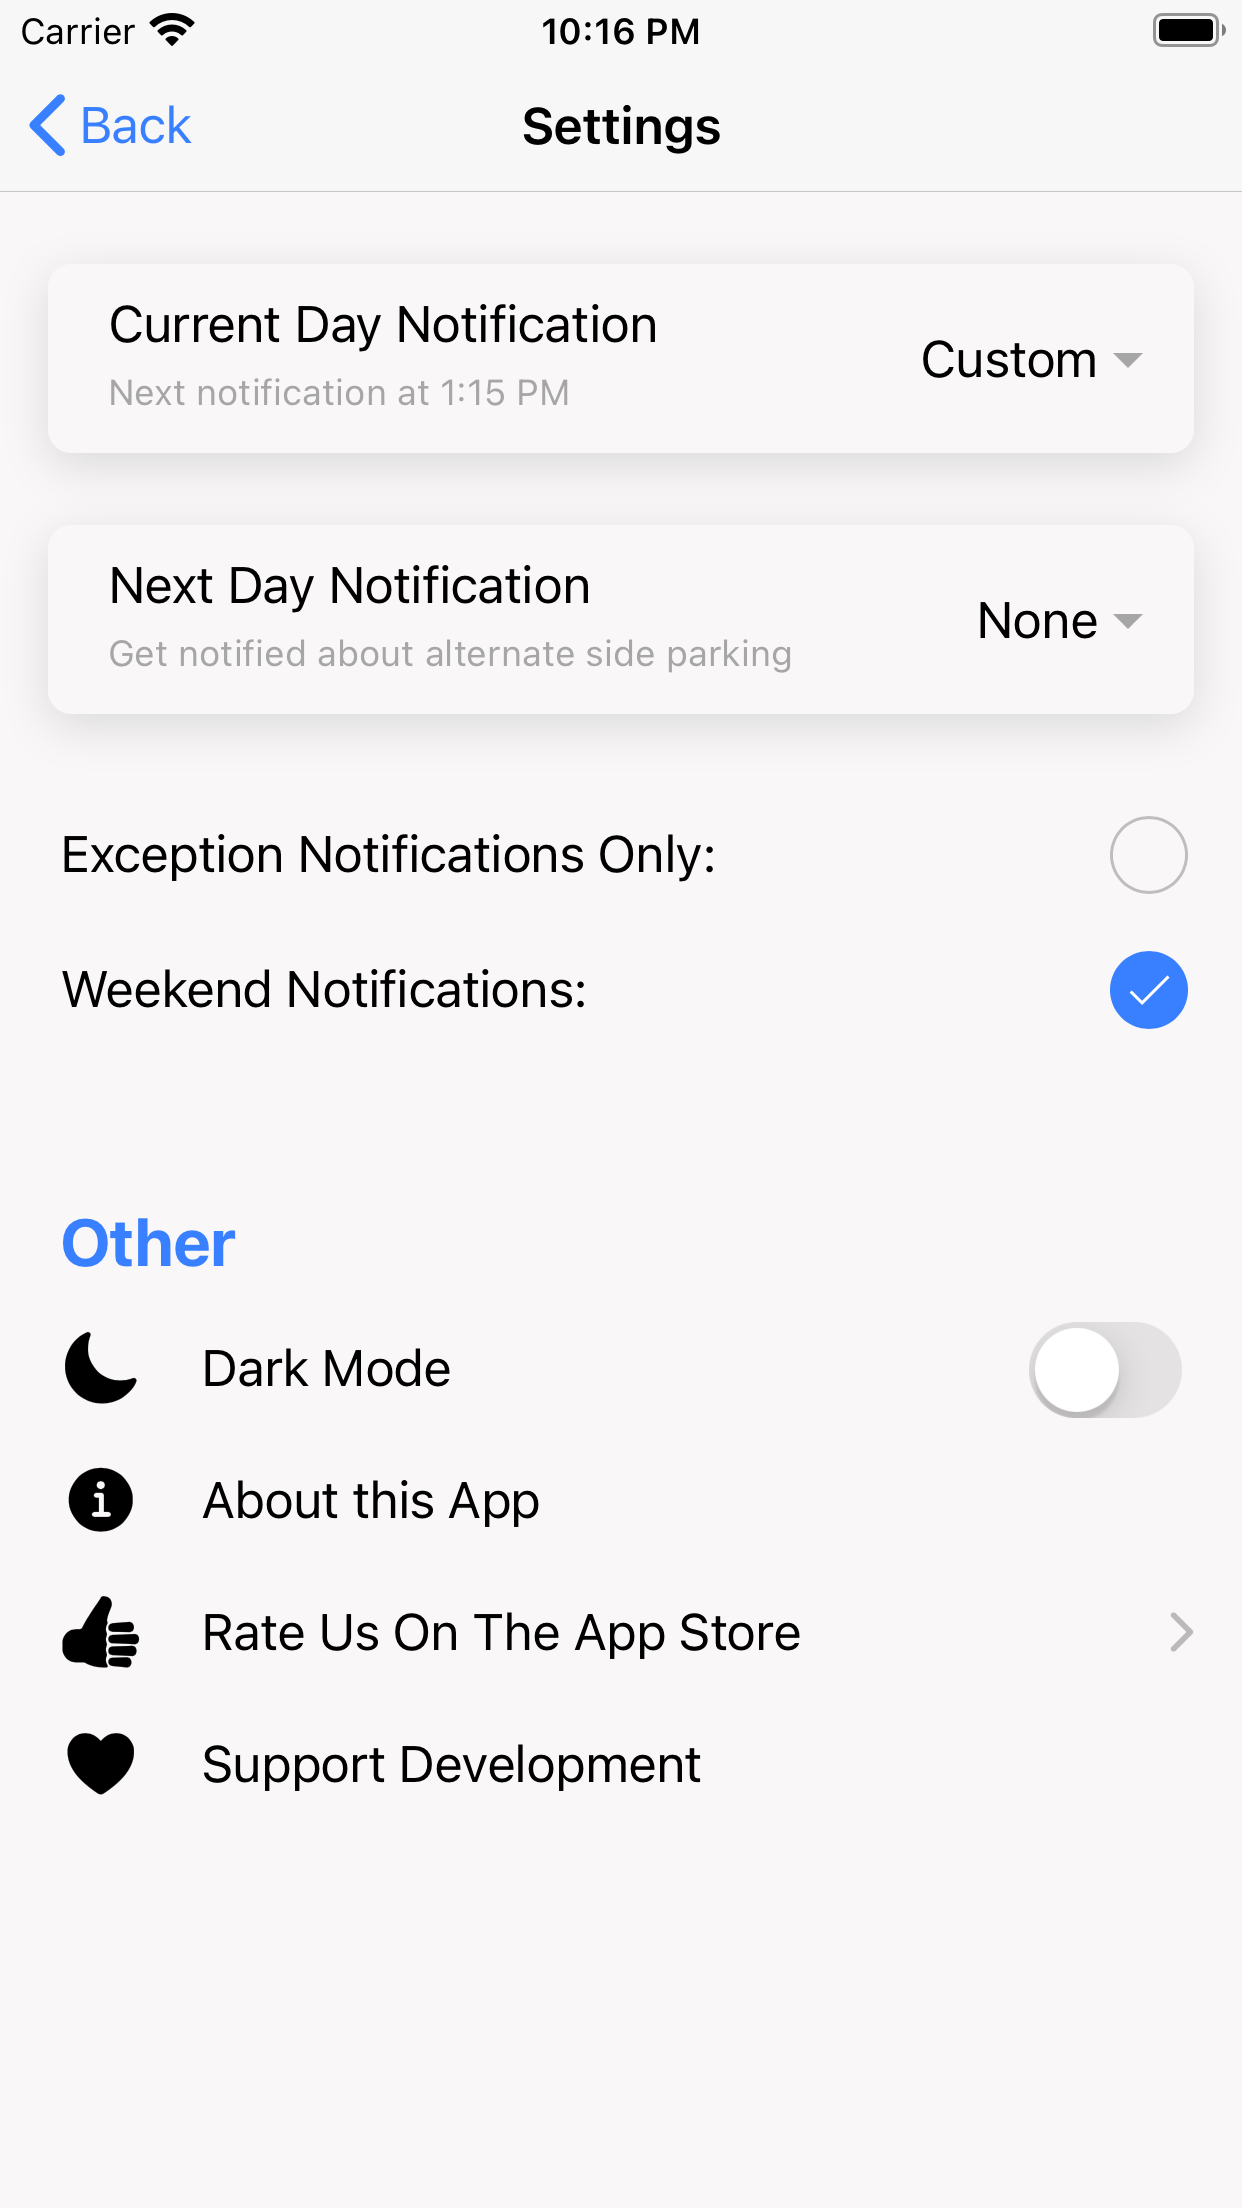 Carrier 10:16 PM
Back Settings
Current Day Notification
Next notification at 1:15 PM
Custom
Next Day Notification
Get notified about alternate side parking
None
Exception Notifications Only:
Weekend Notifications:
Other
Dark Mode
About this App
Rate Us On The App Store
Support Development